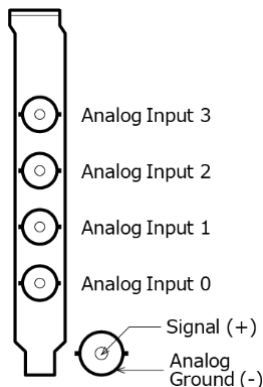 Analog Input 3
Analog Input 2
Analog Input 1
Analog Input 0
Signal (+)
Analog
Ground (-)